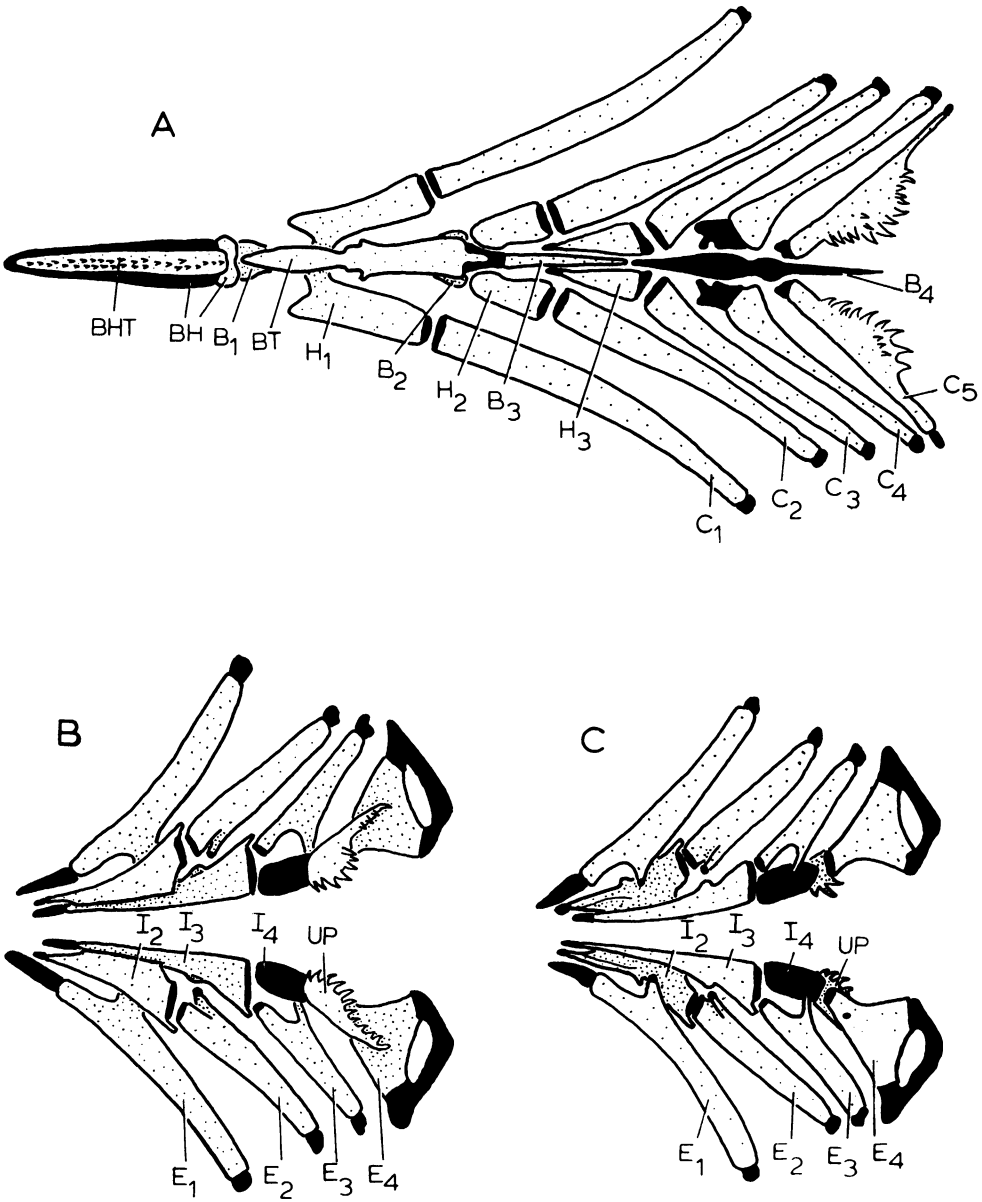 A
BHT BH B1 BT H1 B2 H2 B3 H3 C1 C2 C3 C4 C5 B4
B
I2 I3 I4 UP
E1 E2 E3 E4
C
I2 I3 I4 UP
E1 E2 E3 E4